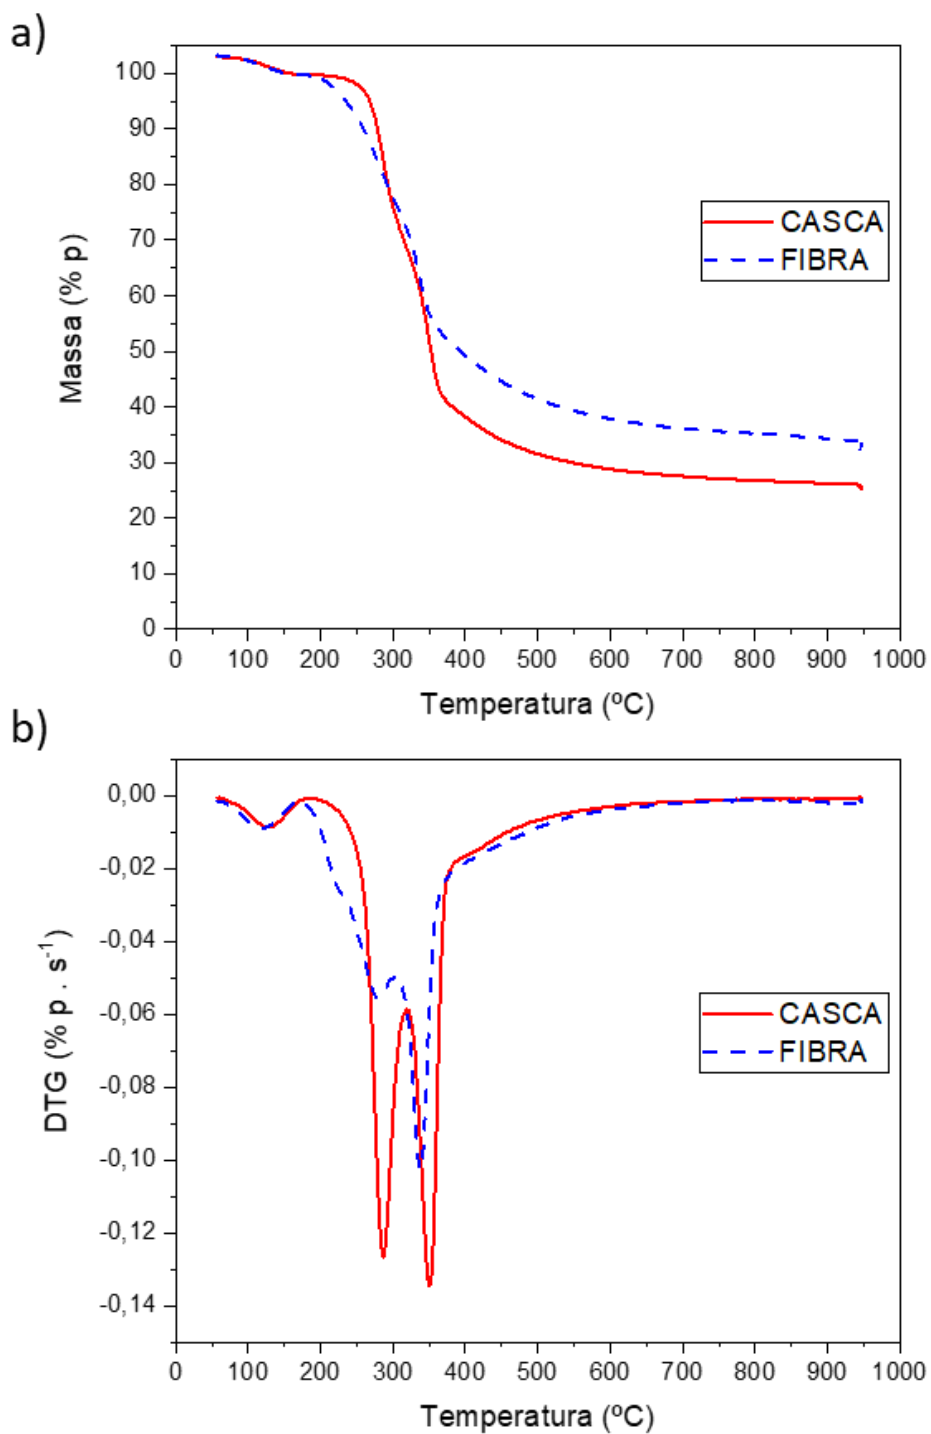 a)
100
90
80
70
60
50
40
30
20
10
0
Massa (% p)
CASCA
FIBRA
0 100 200 300 400 500 600 700 800 900 1000
Temperatura (ºC)
b)
0,00
-0,02
-0,04
-0,06
-0,08
-0,10
-0,12
-0,14
DTG (% p . s⁻¹)
CASCA
FIBRA
0 100 200 300 400 500 600 700 800 900 1000
Temperatura (ºC)